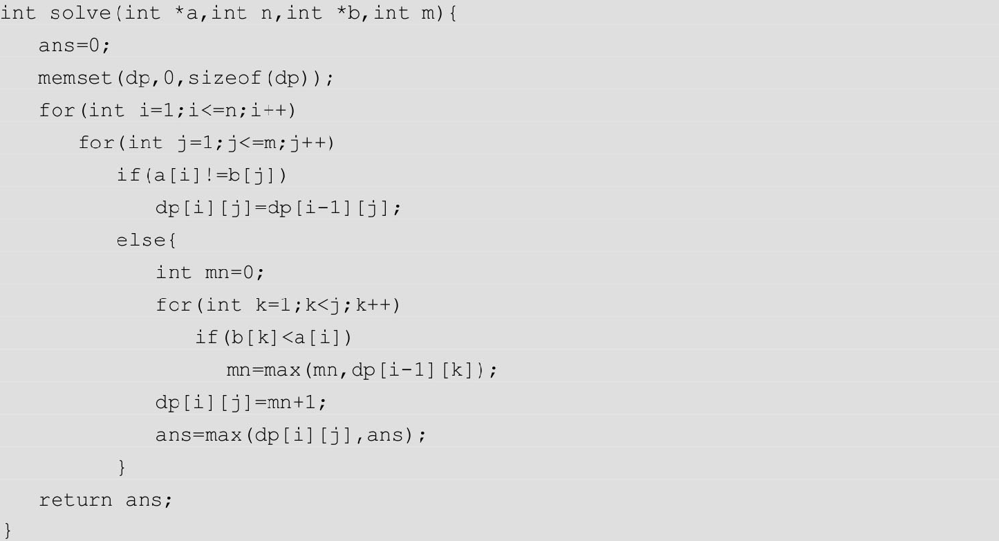 int solve(int *a,int n,int *b,int m){
   ans=0;
   memset(dp,0,sizeof(dp));
   for(int i=1;i<=n;i++)
      for(int j=1;j<=m;j++)
         if(a[i]!=b[j])
            dp[i][j]=dp[i-1][j];
         else{
            int mn=0;
            for(int k=1;k<j;k++)
               if(b[k]<a[i])
                  mn=max(mn,dp[i-1][k]);
            dp[i][j]=mn+1;
            ans=max(dp[i][j],ans);
         }
   return ans;
}